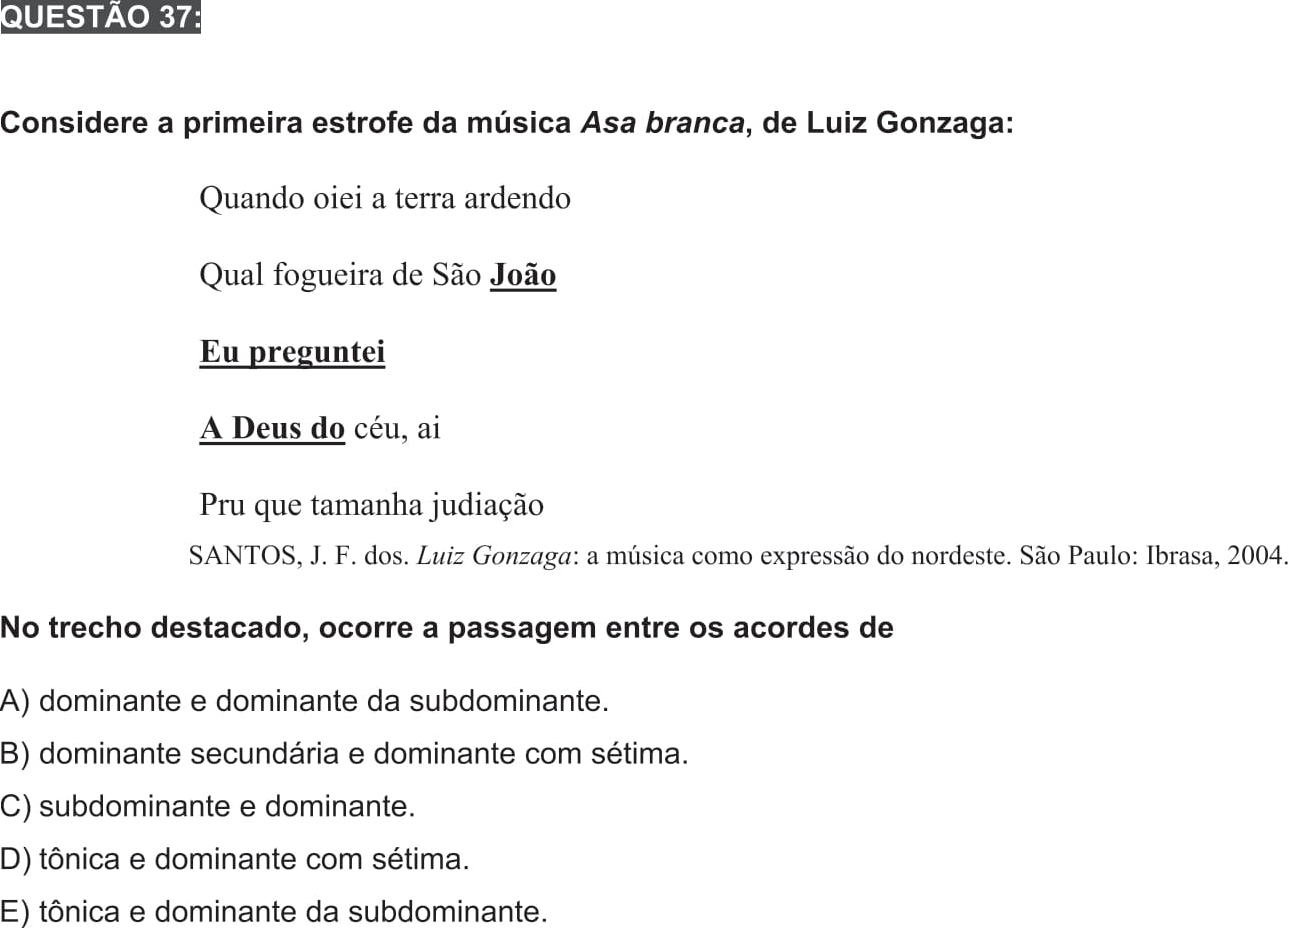 QUESTÃO 37:
Considere a primeira estrofe da música Asa branca, de Luiz Gonzaga:
Quando oiei a terra ardendo
Qual fogueira de São João
Eu preguntei
A Deus do céu, ai
Pru que tamanha judiação
SANTOS, J. F. dos. Luiz Gonzaga: a música como expressão do nordeste. São Paulo: Ibrasa, 2004.
No trecho destacado, ocorre a passagem entre os acordes de
A) dominante e dominante da subdominante.
B) dominante secundária e dominante com sétima.
C) subdominante e dominante.
D) tônica e dominante com sétima.
E) tônica e dominante da subdominante.